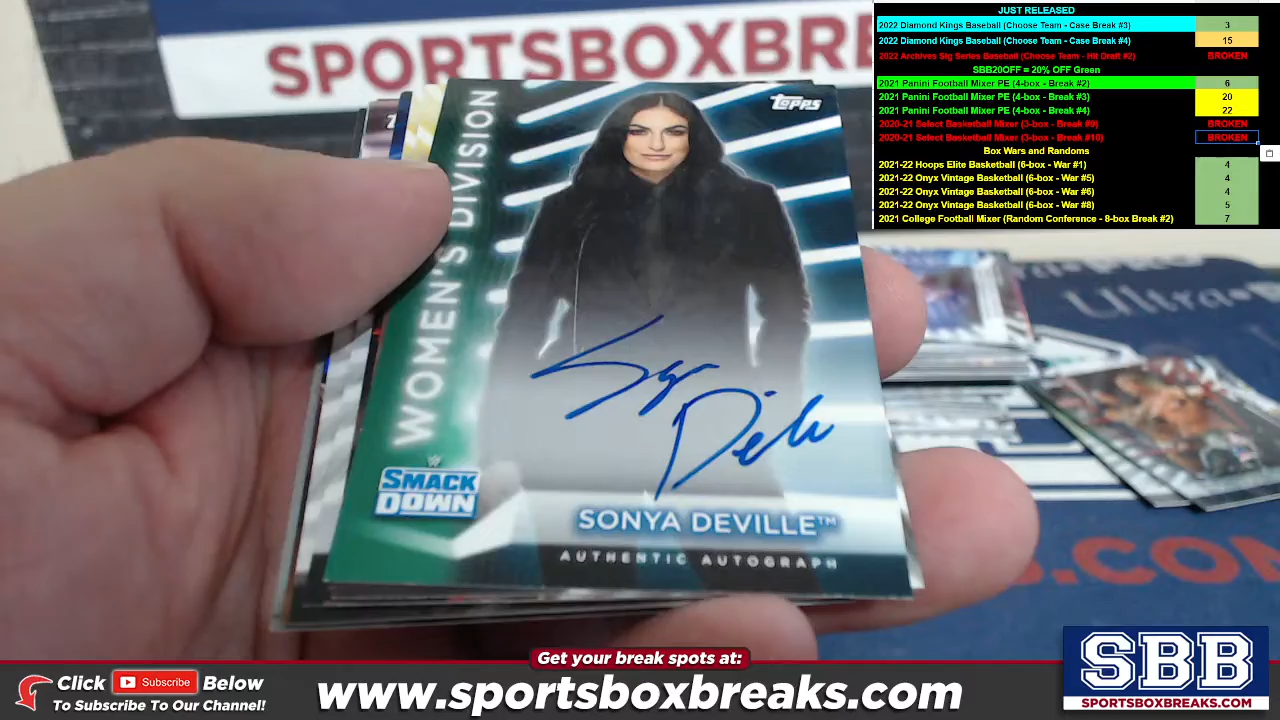 SPORTSBOXBRE
JUST RELEASED
2022 Diamond Kings Baseball (Choose Team - Case Break #3) 3
2022 Diamond Kings Baseball (Choose Team - Case Break #4) 15
2022 Archives Sig Series Baseball (Choose Team - Hit Draft #2) BROKEN
SBB20OFF = 20% OFF Green
2021 Panini Football Mixer PE (4-box - Break #2) 6
2021 Panini Football Mixer PE (4-box - Break #3) 20
2021 Panini Football Mixer PE (4-box - Break #4) 22
2020-21 Select Basketball Mixer (3-box - Break #9) BROKEN
2020-21 Select Basketball Mixer (3-box - Break #10) BROKEN
Box Wars and Randoms
2021-22 Hoops Elite Basketball (6-box - War #1) 4
2021-22 Onyx Vintage Basketball (6-box - War #5) 4
2021-22 Onyx Vintage Basketball (6-box - War #6) 4
2021-22 Onyx Vintage Basketball (6-box - War #8) 5
2021 College Football Mixer (Random Conference - 8-box Break #2) 7
Topps
WOMEN'S DIVISION
SMACK
DOWN
SONYA DEVILLE™
AUTHENTIC AUTOGRAPH
Ultra
S.COM
Get your break spots at:
Click Subscribe Below
To Subscribe To Our Channel!
www.sportsboxbreaks.com
SBB
SPORTSBOXBREAKS.COM